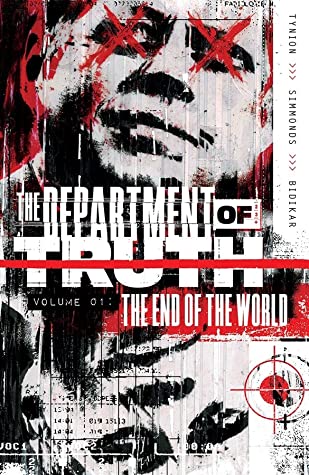 TYNION >>> SIMMONDS >>> BIDIKAR
THE DEPARTMENT OF
TRUTH
VOLUME 01:
THE END OF THE WORLD